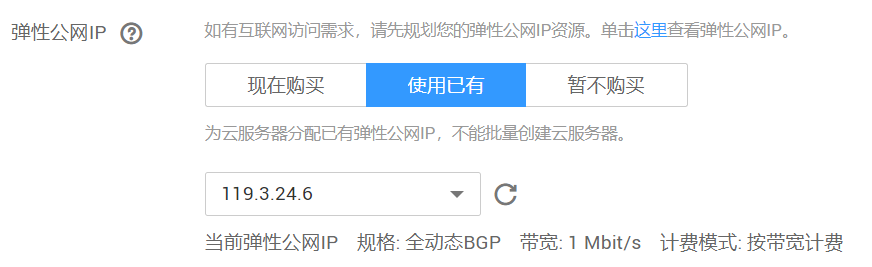 弹性公网IP ? 如有互联网访问需求，请先规划您的弹性公网IP资源。单击这里查看弹性公网IP。
现在购买 使用已有 暂不购买
为云服务器分配已有弹性公网IP，不能批量创建云服务器。
119.3.24.6
当前弹性公网IP 规格: 全动态BGP 带宽: 1 Mbit/s 计费模式: 按带宽计费